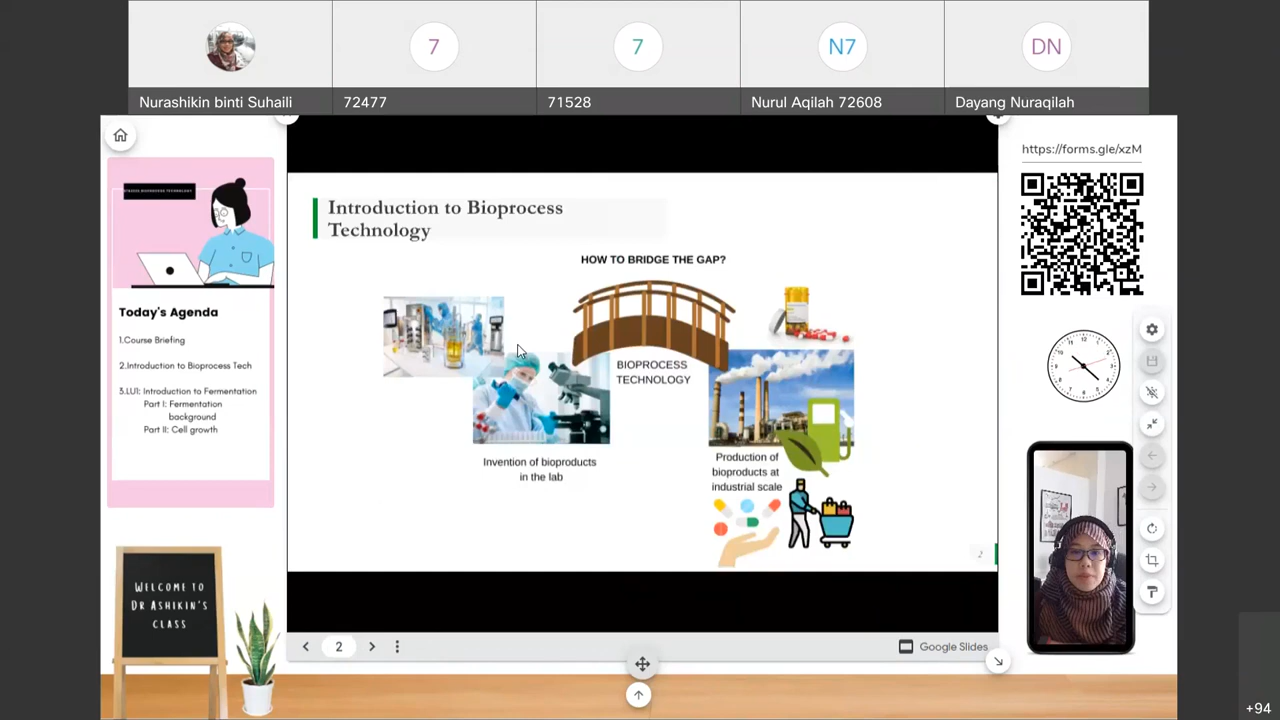 7
7
N7
DN
Nurashikin binti Suhaili
72477
71528
Nurul Aqilah 72608
Dayang Nuraqilah
https://forms.gle/xzM
Introduction to Bioprocess
Technology
HOW TO BRIDGE THE GAP?
BIOPROCESS
TECHNOLOGY
Invention of bioproducts
in the lab
Production of
bioproducts at
industrial scale
Today's Agenda
1.Course Briefing
2.Introduction to Bioprocess Tech
3.LU1: Introduction to Fermentation
Part I: Fermentation
background
Part II: Cell growth
WELCOME TO
DR ASHIKIN'S
CLASS
2
Google Slides
+94